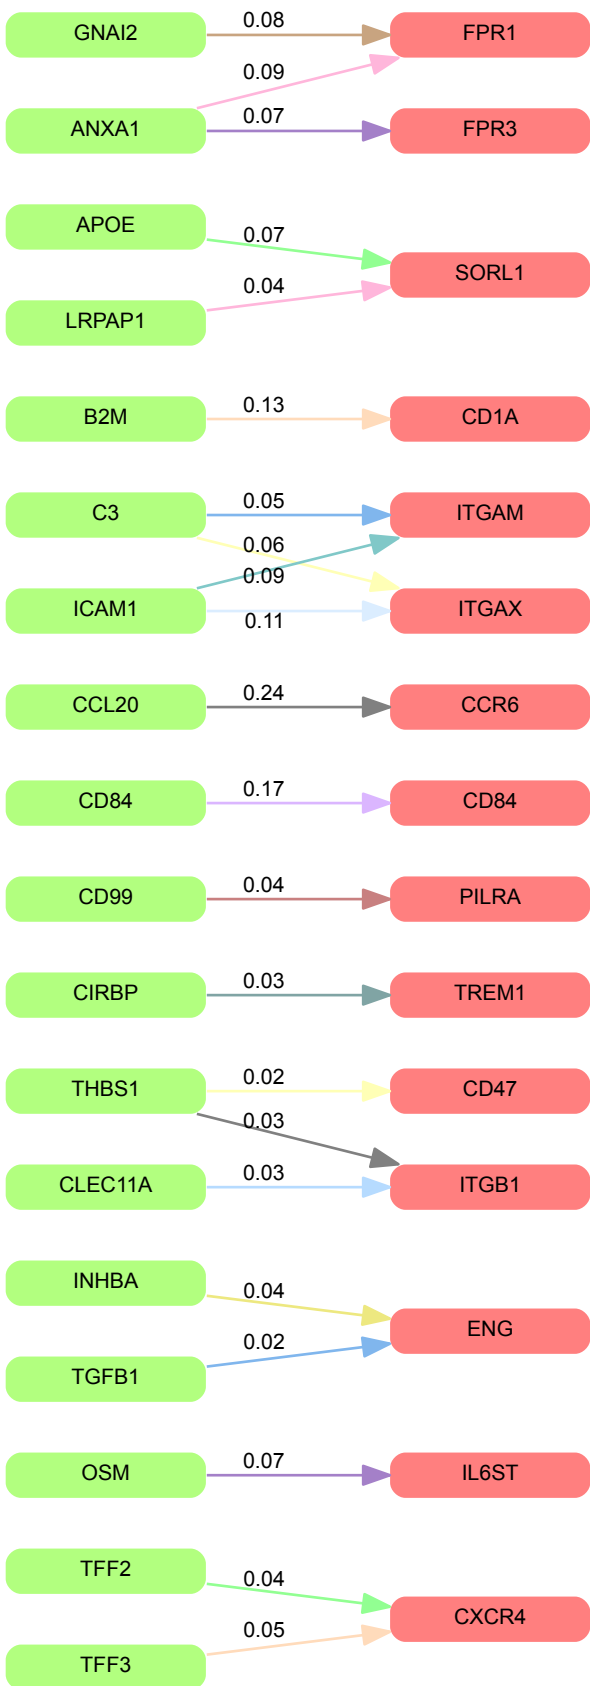 GNAI2 0.08 FPR1
0.09
ANXA1 0.07 FPR3
APOE
0.07
SORL1
0.04
LRPAP1
B2M 0.13 CD1A
C3 0.05 ITGAM
0.06
0.09
ICAM1 0.11 ITGAX
CCL20 0.24 CCR6
CD84 0.17 CD84
CD99 0.04 PILRA
CIRBP 0.03 TREM1
THBS1 0.02 CD47
0.03
CLEC11A 0.03 ITGB1
INHBA
0.04
ENG
0.02
TGFB1
OSM 0.07 IL6ST
TFF2
0.04
CXCR4
0.05
TFF3